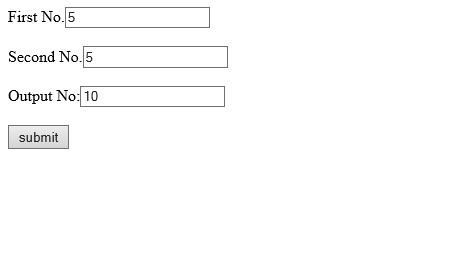 First No. 5
Second No. 5
Output No: 10
submit